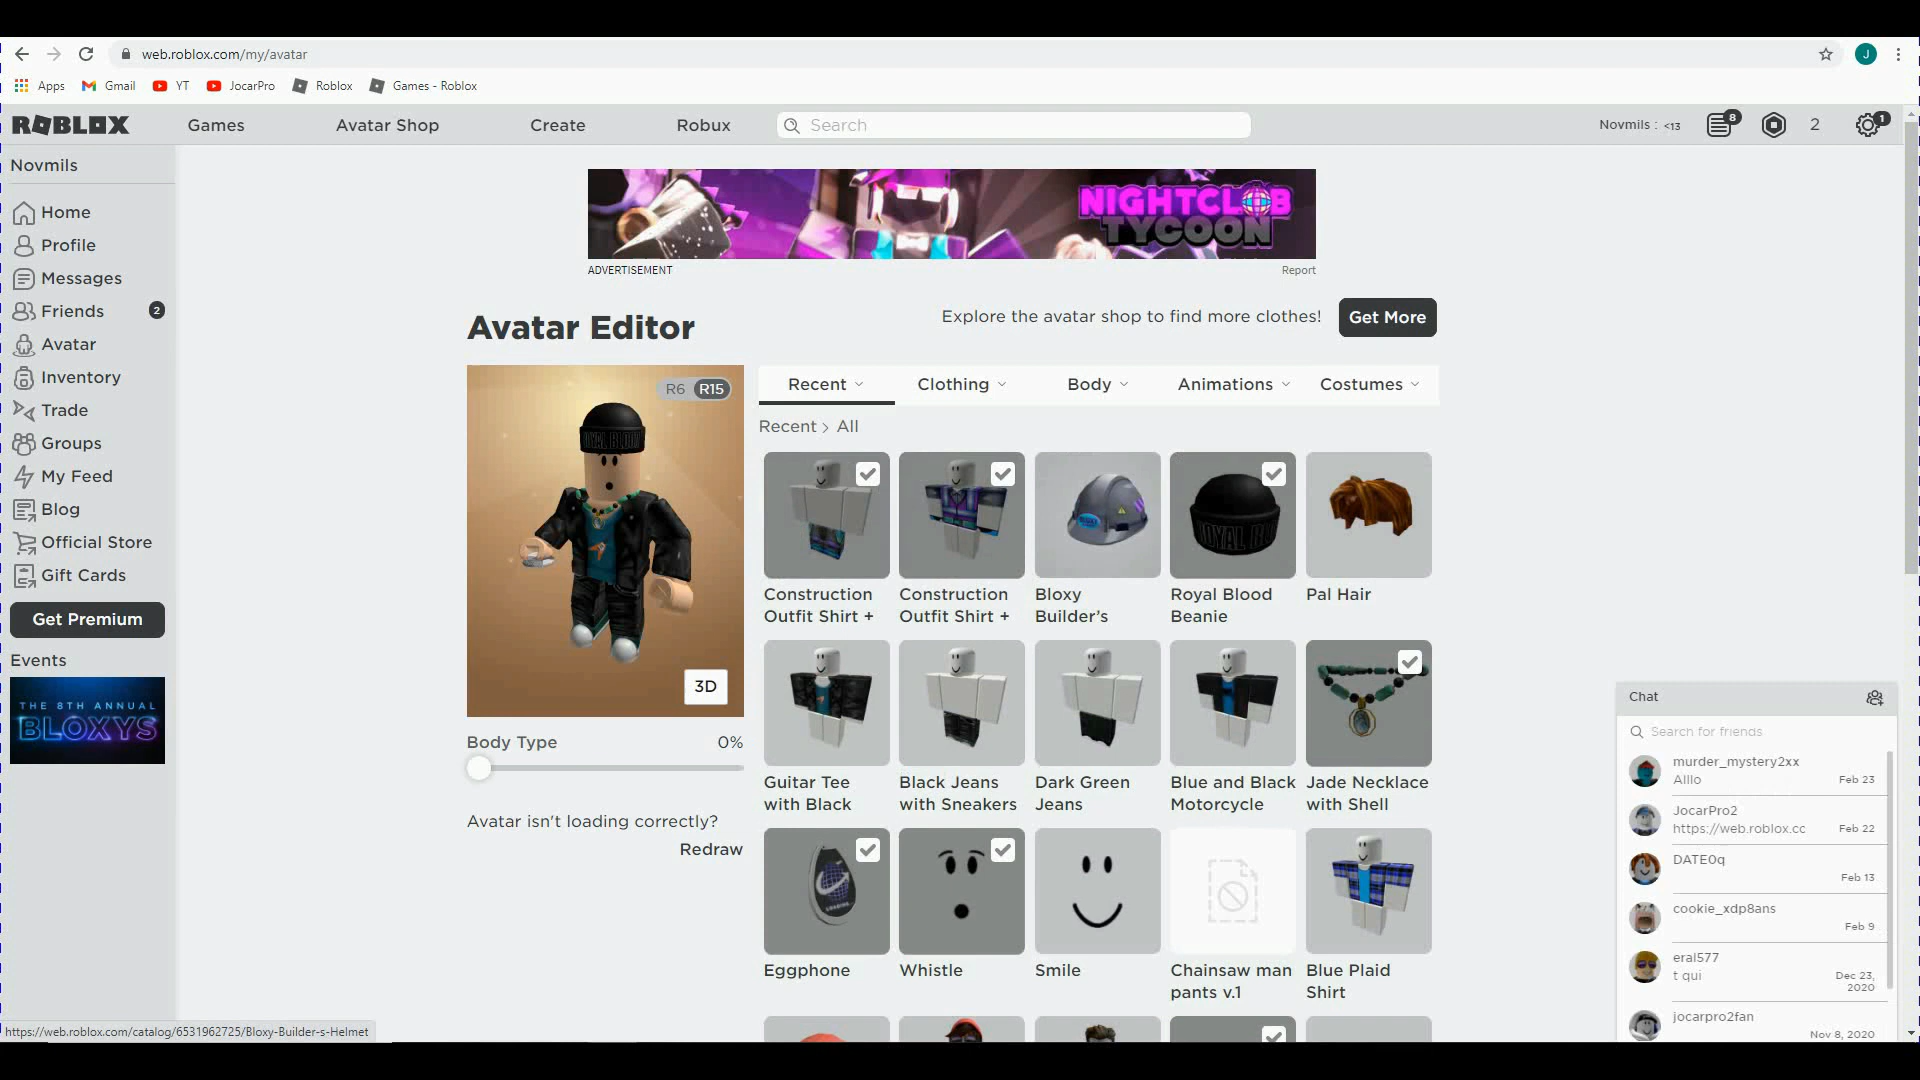 web.roblox.com/my/avatar
J
Apps
Gmail
YT
JocarPro
Roblox
Games - Roblox
ROBLOX
Games
Avatar Shop
Create
Robux
Search
Novmils : <13
8
2
1
Novmils
Home
Profile
Messages
Friends
2
Avatar
Inventory
Trade
Groups
My Feed
Blog
Official Store
Gift Cards
Get Premium
Events
THE 8TH ANNUAL
BLOXYS
NIGHTCLUB
TYCOON
ADVERTISEMENT
Report
Avatar Editor
Explore the avatar shop to find more clothes!
Get More
R6
R15
ROYAL BLOOD
3D
Body Type
0%
Avatar isn't loading correctly?
Redraw
Recent
Clothing
Body
Animations
Costumes
Recent > All
Construction
Outfit Shirt +
Construction
Outfit Shirt +
Bloxy
Builder's
ROYAL BL
Royal Blood
Beanie
Pal Hair
Guitar Tee
with Black
Black Jeans
with Sneakers
Dark Green
Jeans
Blue and Black
Motorcycle
Jade Necklace
with Shell
LOADING
Eggphone
Whistle
Smile
Chainsaw man
pants v.1
Blue Plaid
Shirt
Chat
Search for friends
murder_mystery2xx
Alllo
Feb 23
JocarPro2
https://web.roblox.cc
Feb 22
DATE0q
Feb 13
cookie_xdp8ans
Feb 9
eral577
t qui
Dec 23,
2020
jocarpro2fan
Nov 8, 2020
https://web.roblox.com/catalog/6531962725/Bloxy-Builder-s-Helmet